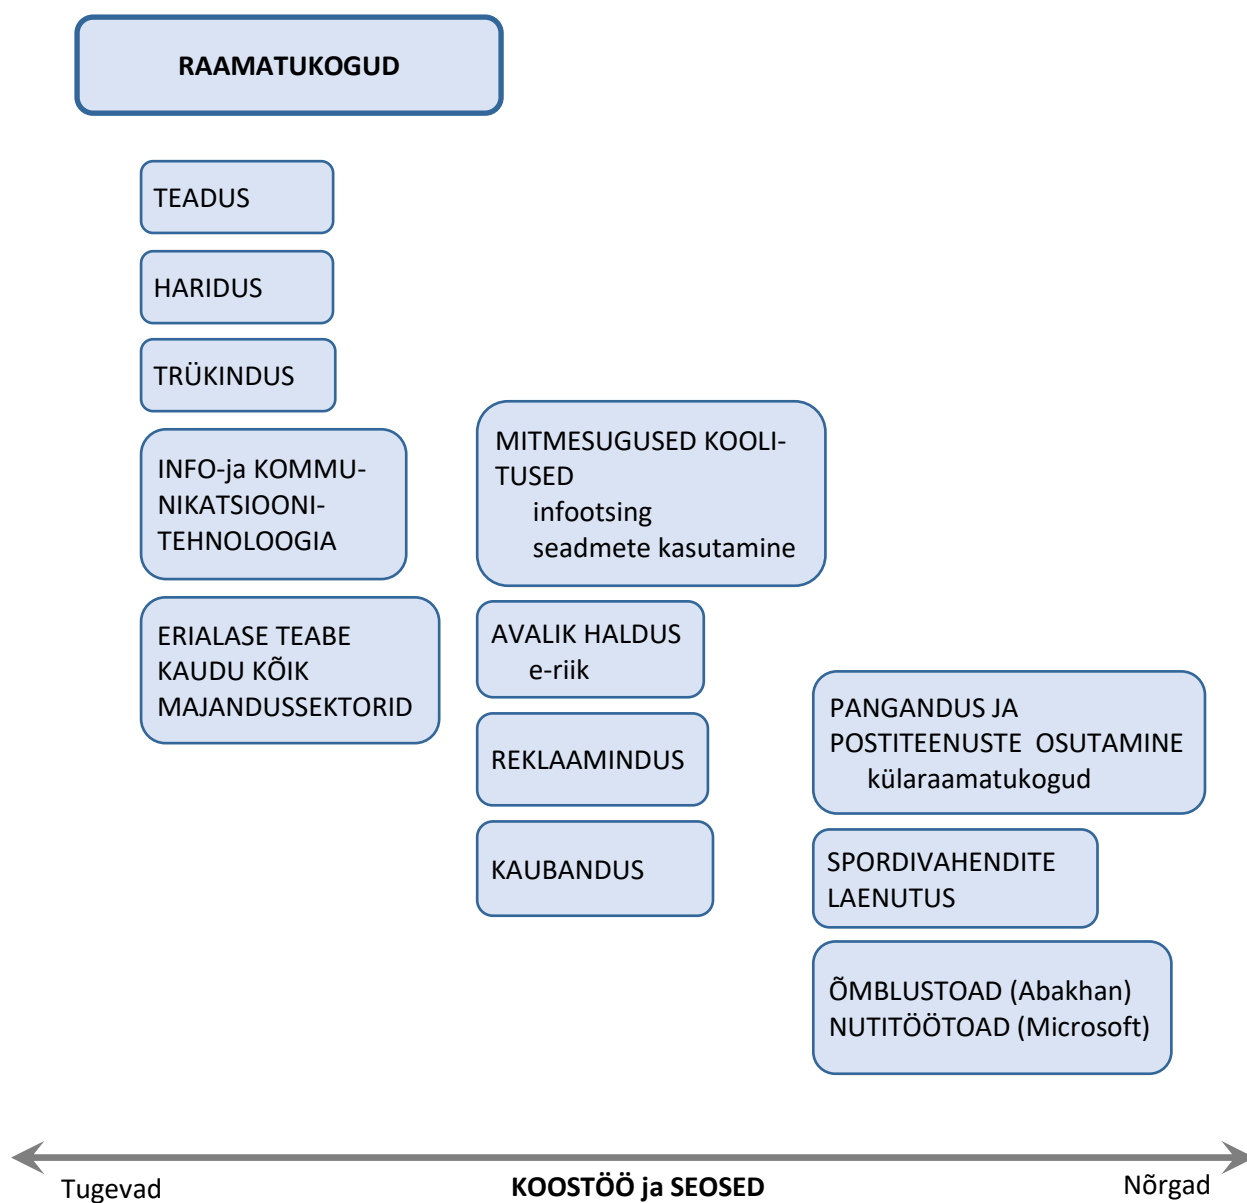 RAAMATUKOGUD
TEADUS
HARIDUS
TRÜKINDUS
INFO-ja KOMMU-
NIKATSIOONI-
TEHNOLOOGIA
ERIALASE TEABE
KAUDU KÕIK
MAJANDUSSEKTORID
MITMESUGUSED KOOLI-
TUSED
infootsing
seadmete kasutamine
AVALIK HALDUS
e-riik
REKLAAMINDUS
KAUBANDUS
PANGANDUS JA
POSTITEENUSTE OSUTAMINE
külaraamatukogud
SPORDIVAHENDITE
LAENUTUS
ÕMBLUSTOAD (Abakhan)
NUTITÖÖTOAD (Microsoft)
Tugevad
KOOSTÖÖ ja SEOSED
Nõrgad